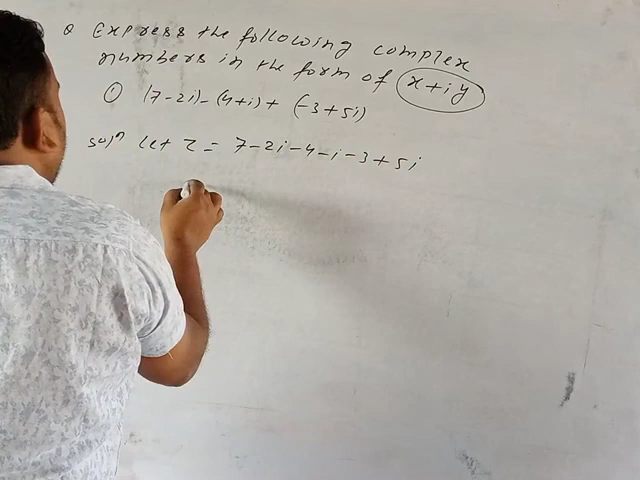 Q Express the following complex
numbers in the form of x+iy
① (7-2i)-(4+i)+(-3+5i)
solⁿ let z = 7-2i-4-i-3+5i